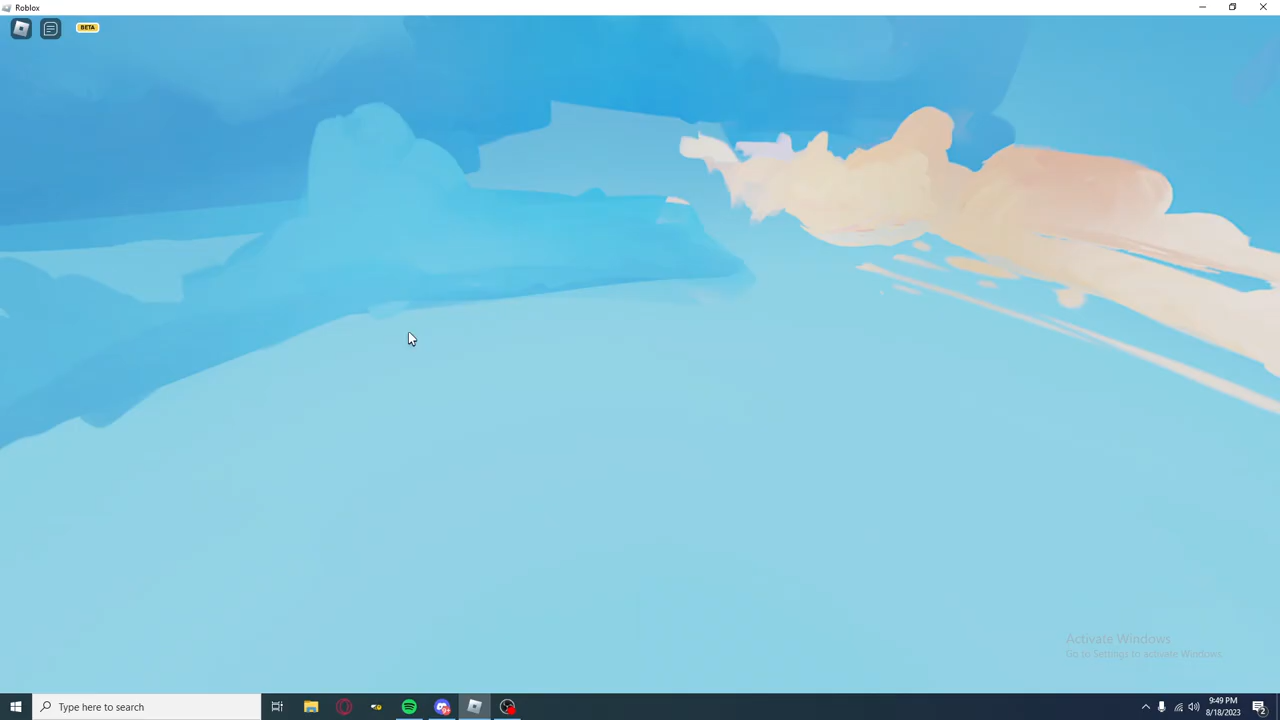 Roblox
BETA
Activate Windows
Go to Settings to activate Windows.
Type here to search
9:49 PM
8/18/2023
2